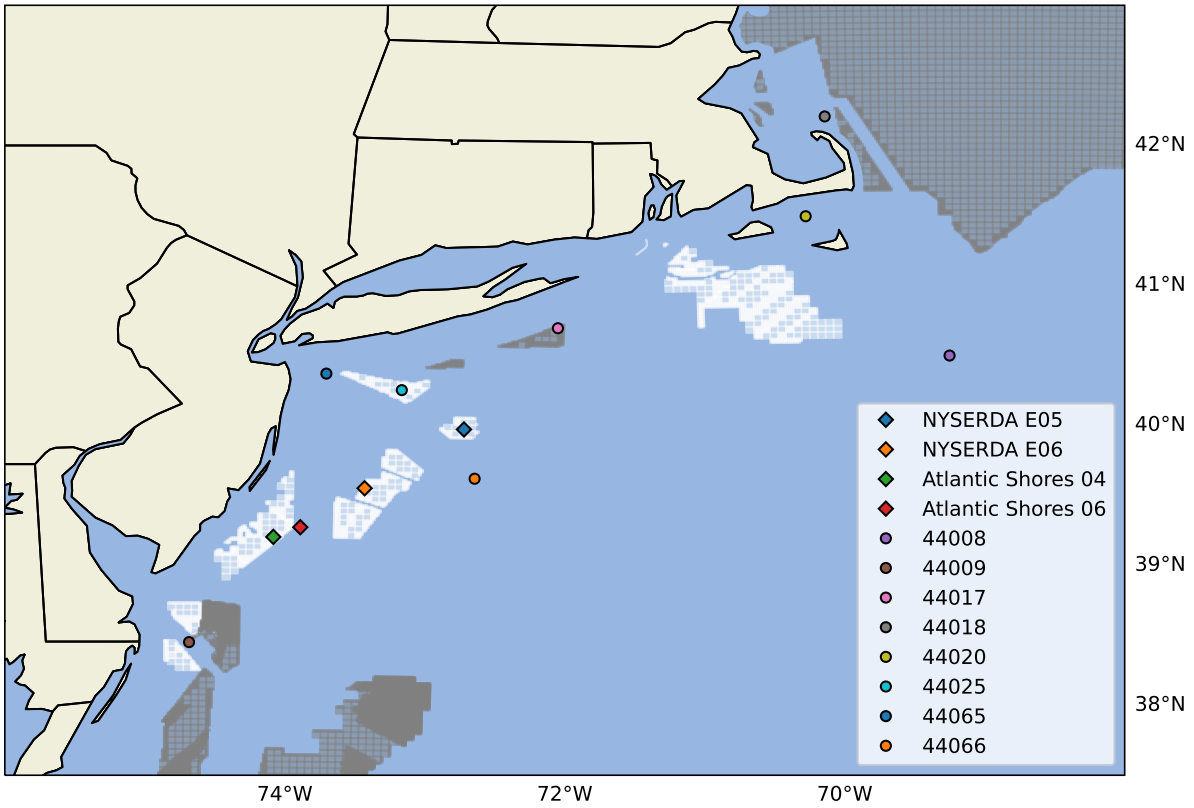 42°N
41°N
40°N
NYSERDA E05
NYSERDA E06
Atlantic Shores 04
Atlantic Shores 06
44008
44009
44017
44018
44020
44025
44065
44066
39°N
38°N
74°W
72°W
70°W